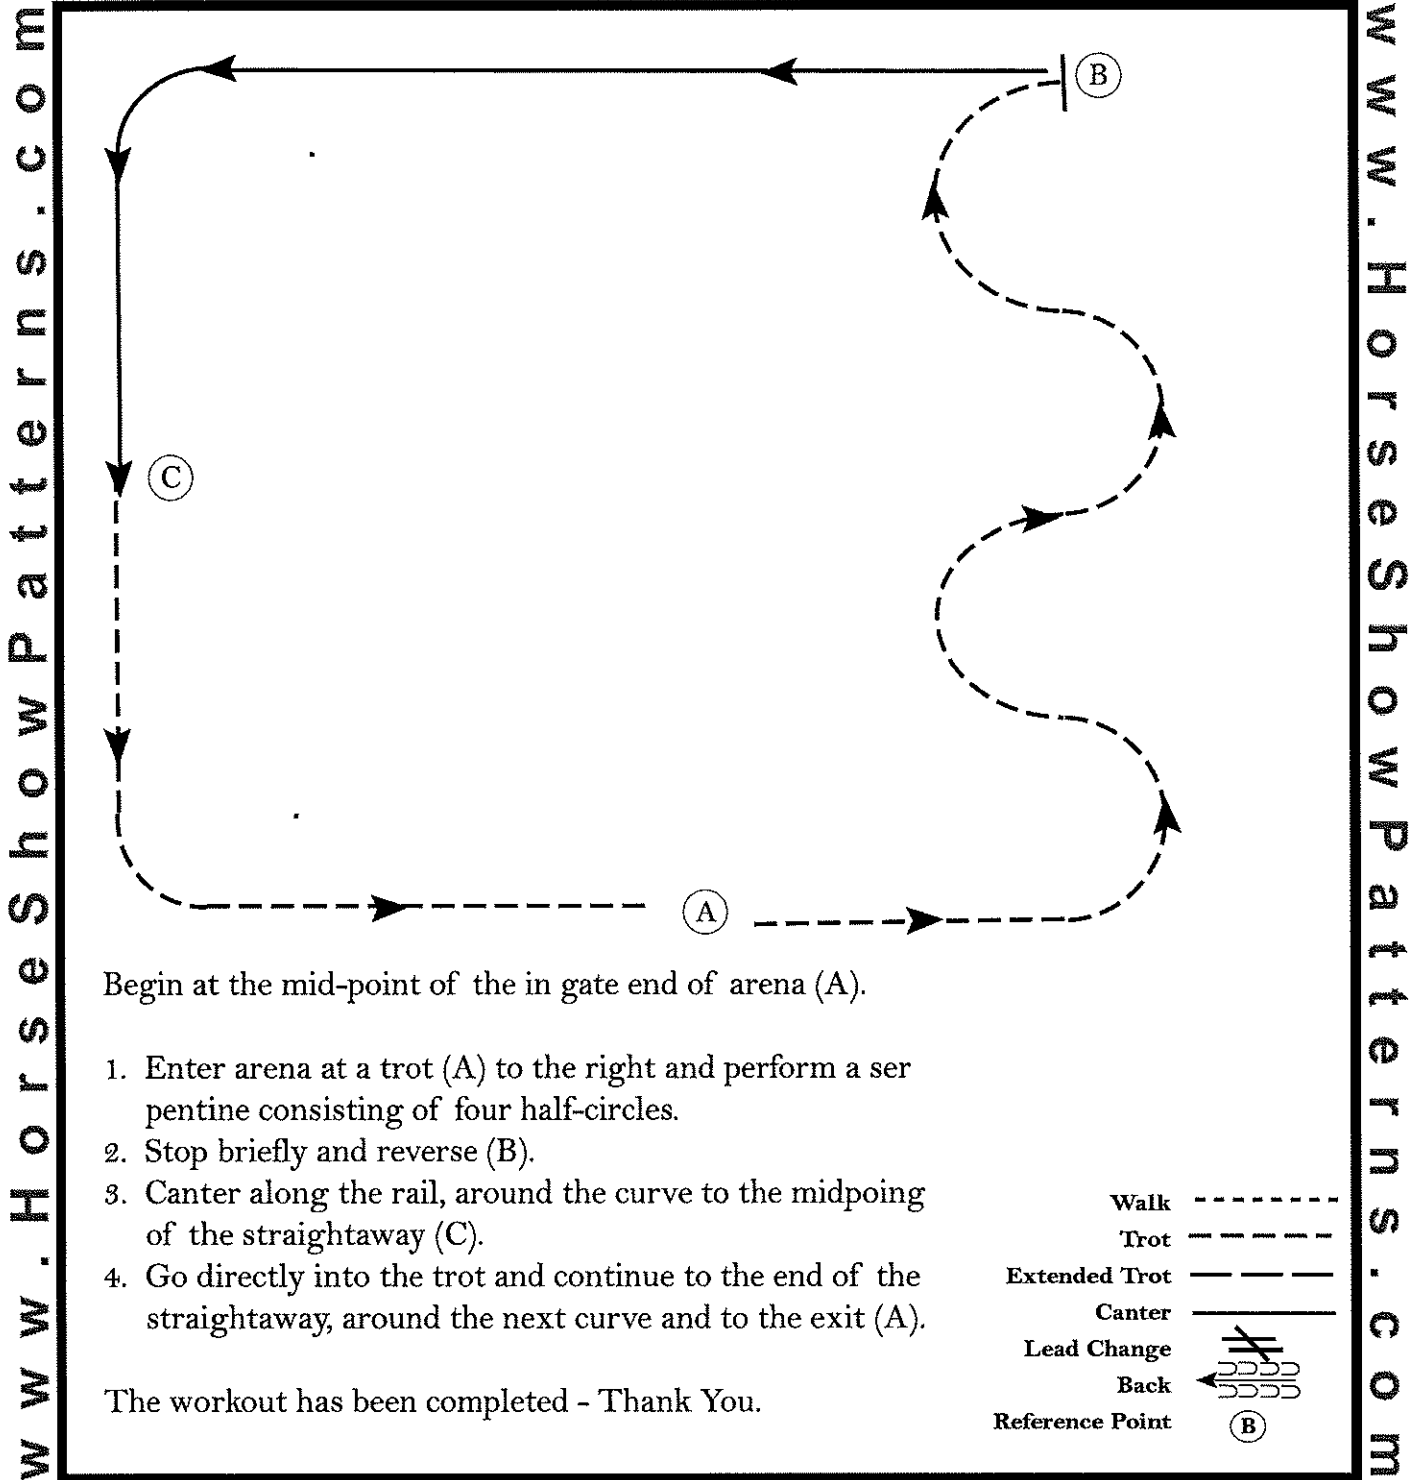 www.HorseShowPatterns.com
www.HorseShowPatterns.com
B
C
A
Begin at the mid-point of the in gate end of arena (A).
1. Enter arena at a trot (A) to the right and perform a ser
pentine consisting of four half-circles.
2. Stop briefly and reverse (B).
3. Canter along the rail, around the curve to the midpoing
of the straightaway (C).
4. Go directly into the trot and continue to the end of the
straightaway, around the next curve and to the exit (A).
The workout has been completed - Thank You.
Walk
Trot
Extended Trot
Canter
Lead Change
Back
Reference Point B